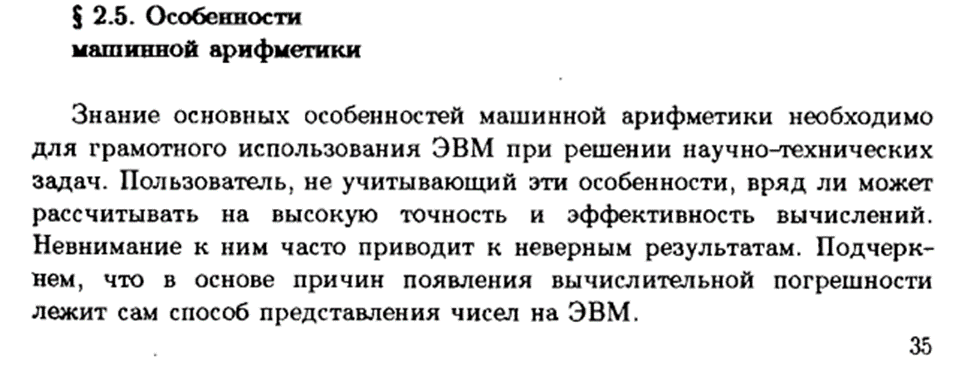 § 2.5. Особенности
машинной арифметики
Знание основных особенностей машинной арифметики необходимо
для грамотного использования ЭВМ при решении научно-технических
задач. Пользователь, не учитывающий эти особенности, вряд ли может
рассчитывать на высокую точность и эффективность вычислений.
Невнимание к ним часто приводит к неверным результатам. Подчерк-
нем, что в основе причин появления вычислительной погрешности
лежит сам способ представления чисел на ЭВМ.
35